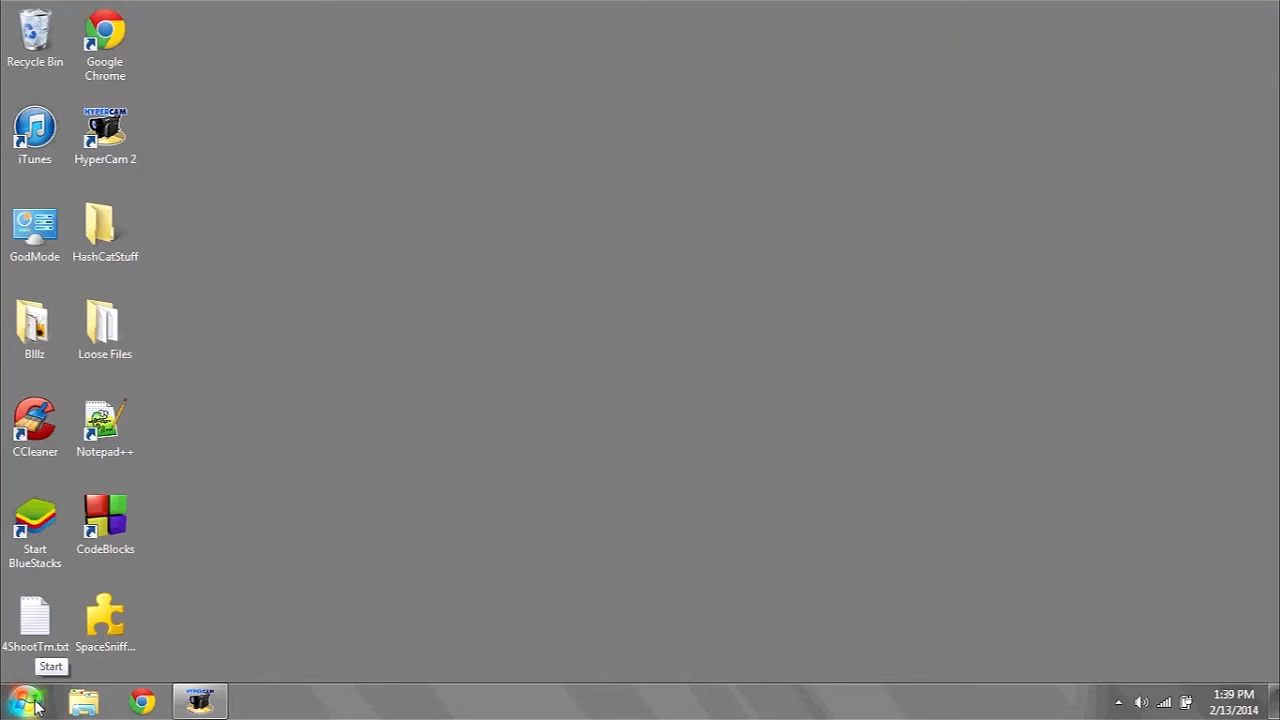 Recycle Bin
Google
Chrome
HYPERCAM
iTunes
HyperCam 2
GodMode
HashCatStuff
BIllz
Loose Files
CCleaner
Notepad++
Start
BlueStacks
CodeBlocks
4ShootTm.txt
SpaceSniff...
Start
HYPERCAM
1:39 PM
2/13/2014